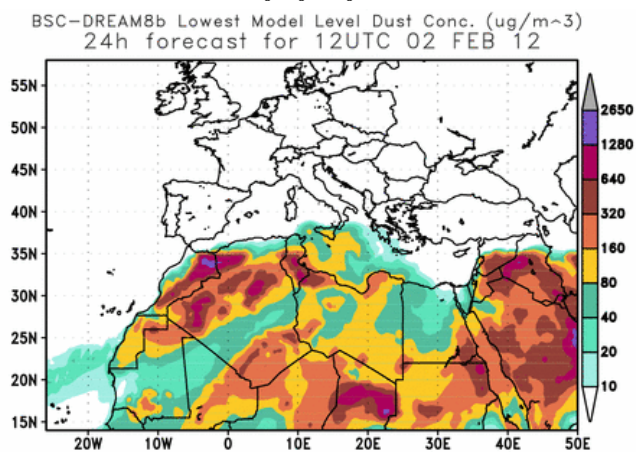 BSC-DREAM8b Lowest Model Level Dust Conc. (ug/m^3)
24h forecast for 12UTC 02 FEB 12
55N
50N
45N
40N
35N
30N
25N
20N
15N
20W 10W 0 10E 20E 30E 40E 50E
2650
1280
640
320
160
80
40
20
10